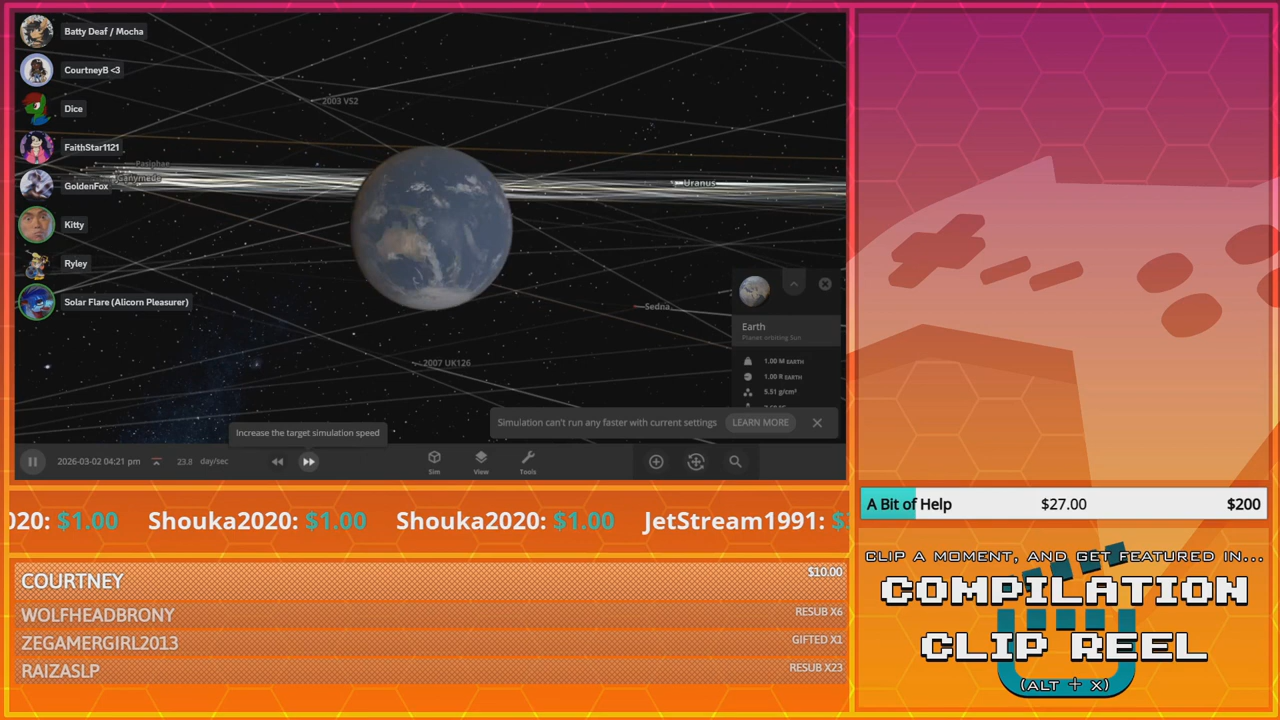 Batty Deaf / Mocha
CourtneyB <3
Dice
FaithStar1121
GoldenFox
Kitty
Ryley
Solar Flare (Alicorn Pleasurer)
2003 VS2
Pasiphae
Ganymede
Uranus
Sedna
2007 UK126
Earth
Planet orbiting Sun
1.00 M EARTH
1.00 R EARTH
5.51 g/cm³
Simulation can't run any faster with current settings
LEARN MORE
Increase the target simulation speed
2026-03-02 04:21 pm
23.8 day/sec
Sim
View
Tools
020: $1.00 Shouka2020: $1.00 Shouka2020: $1.00 JetStream1991:
COURTNEY $10.00
WOLFHEADBRONY RESUB X6
ZEGAMERGIRL2013 GIFTED X1
RAIZASLP RESUB X23
A Bit of Help $27.00 $200
CLIP A MOMENT, AND GET FEATURED IN...
COMPILATION
CLIP REEL
(ALT + X)